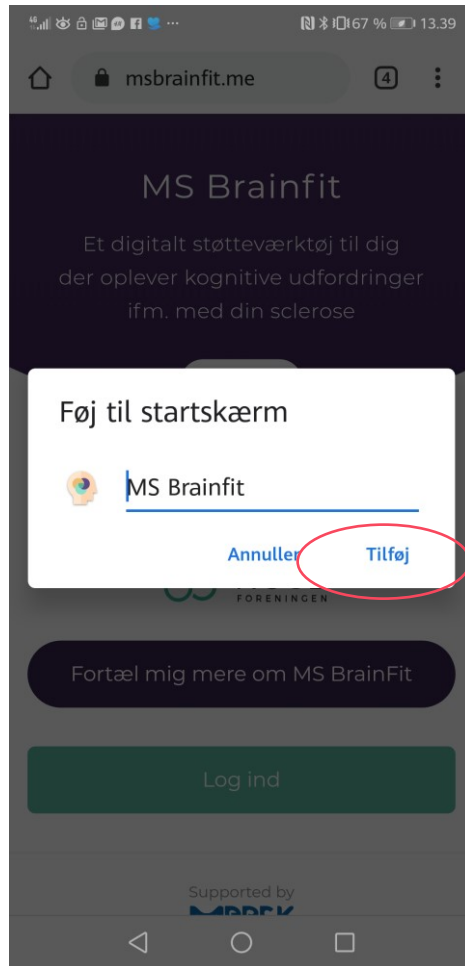 67 % 13.39
msbrainfit.me 4
MS Brainfit
Et digitalt støtteværktøj til dig
der oplever kognitive udfordringer
ifm. med din sclerose
Føj til startskærm
MS Brainfit
Annuller Tilføj
FORENINGEN
Fortæl mig mere om MS BrainFit
Log ind
Supported by